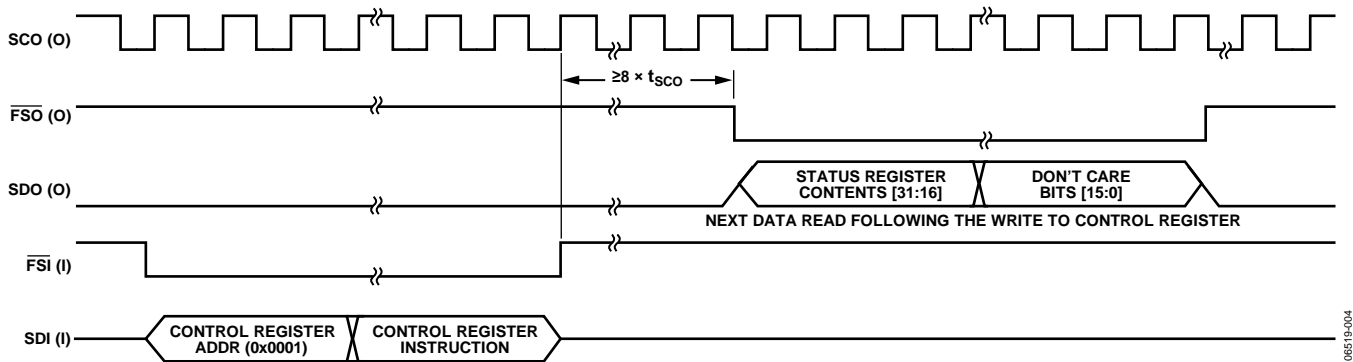 SCO (O)
≥8 × tSCO
FSO (O)
SDO (O)
STATUS REGISTER
CONTENTS [31:16]
DON'T CARE
BITS [15:0]
NEXT DATA READ FOLLOWING THE WRITE TO CONTROL REGISTER
FSI (I)
SDI (I)
CONTROL REGISTER
ADDR (0x0001)
CONTROL REGISTER
INSTRUCTION
06519-004